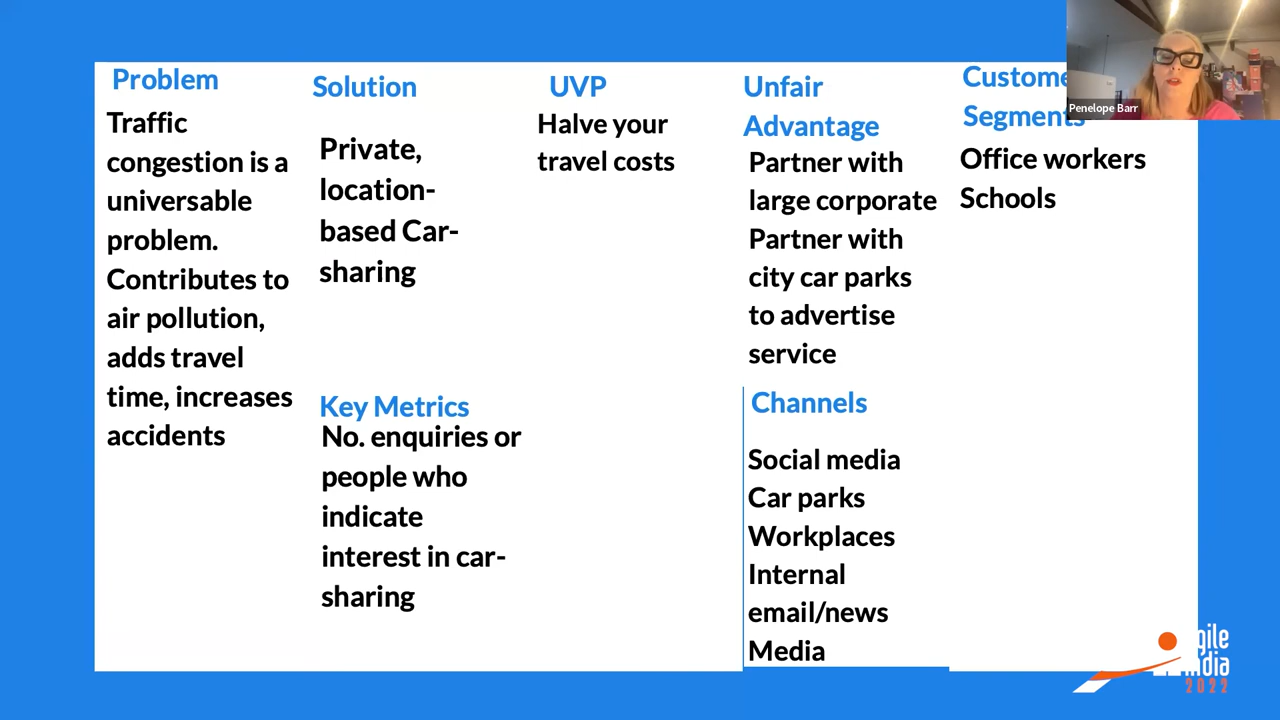 Problem
Traffic
congestion is a
universable
problem.
Contributes to
air pollution,
adds travel
time, increases
accidents
Solution
Private,
location-
based Car-
sharing
Key Metrics
No. enquiries or
people who
indicate
interest in car-
sharing
UVP
Halve your
travel costs
Unfair
Advantage
Partner with
large corporate
Partner with
city car parks
to advertise
service
Channels
Social media
Car parks
Workplaces
Internal
email/news
Media
Custome
Segments
Office workers
Schools
Penelope Barr
gile
India
2022